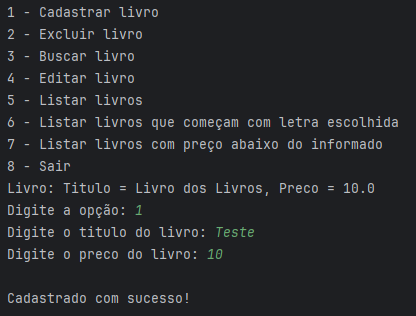 1 - Cadastrar livro
2 - Excluir livro
3 - Buscar livro
4 - Editar livro
5 - Listar livros
6 - Listar livros que começam com letra escolhida
7 - Listar livros com preço abaixo do informado
8 - Sair
Livro: Titulo = Livro dos Livros, Preco = 10.0
Digite a opção: 1
Digite o titulo do livro: Teste
Digite o preco do livro: 10
Cadastrado com sucesso!